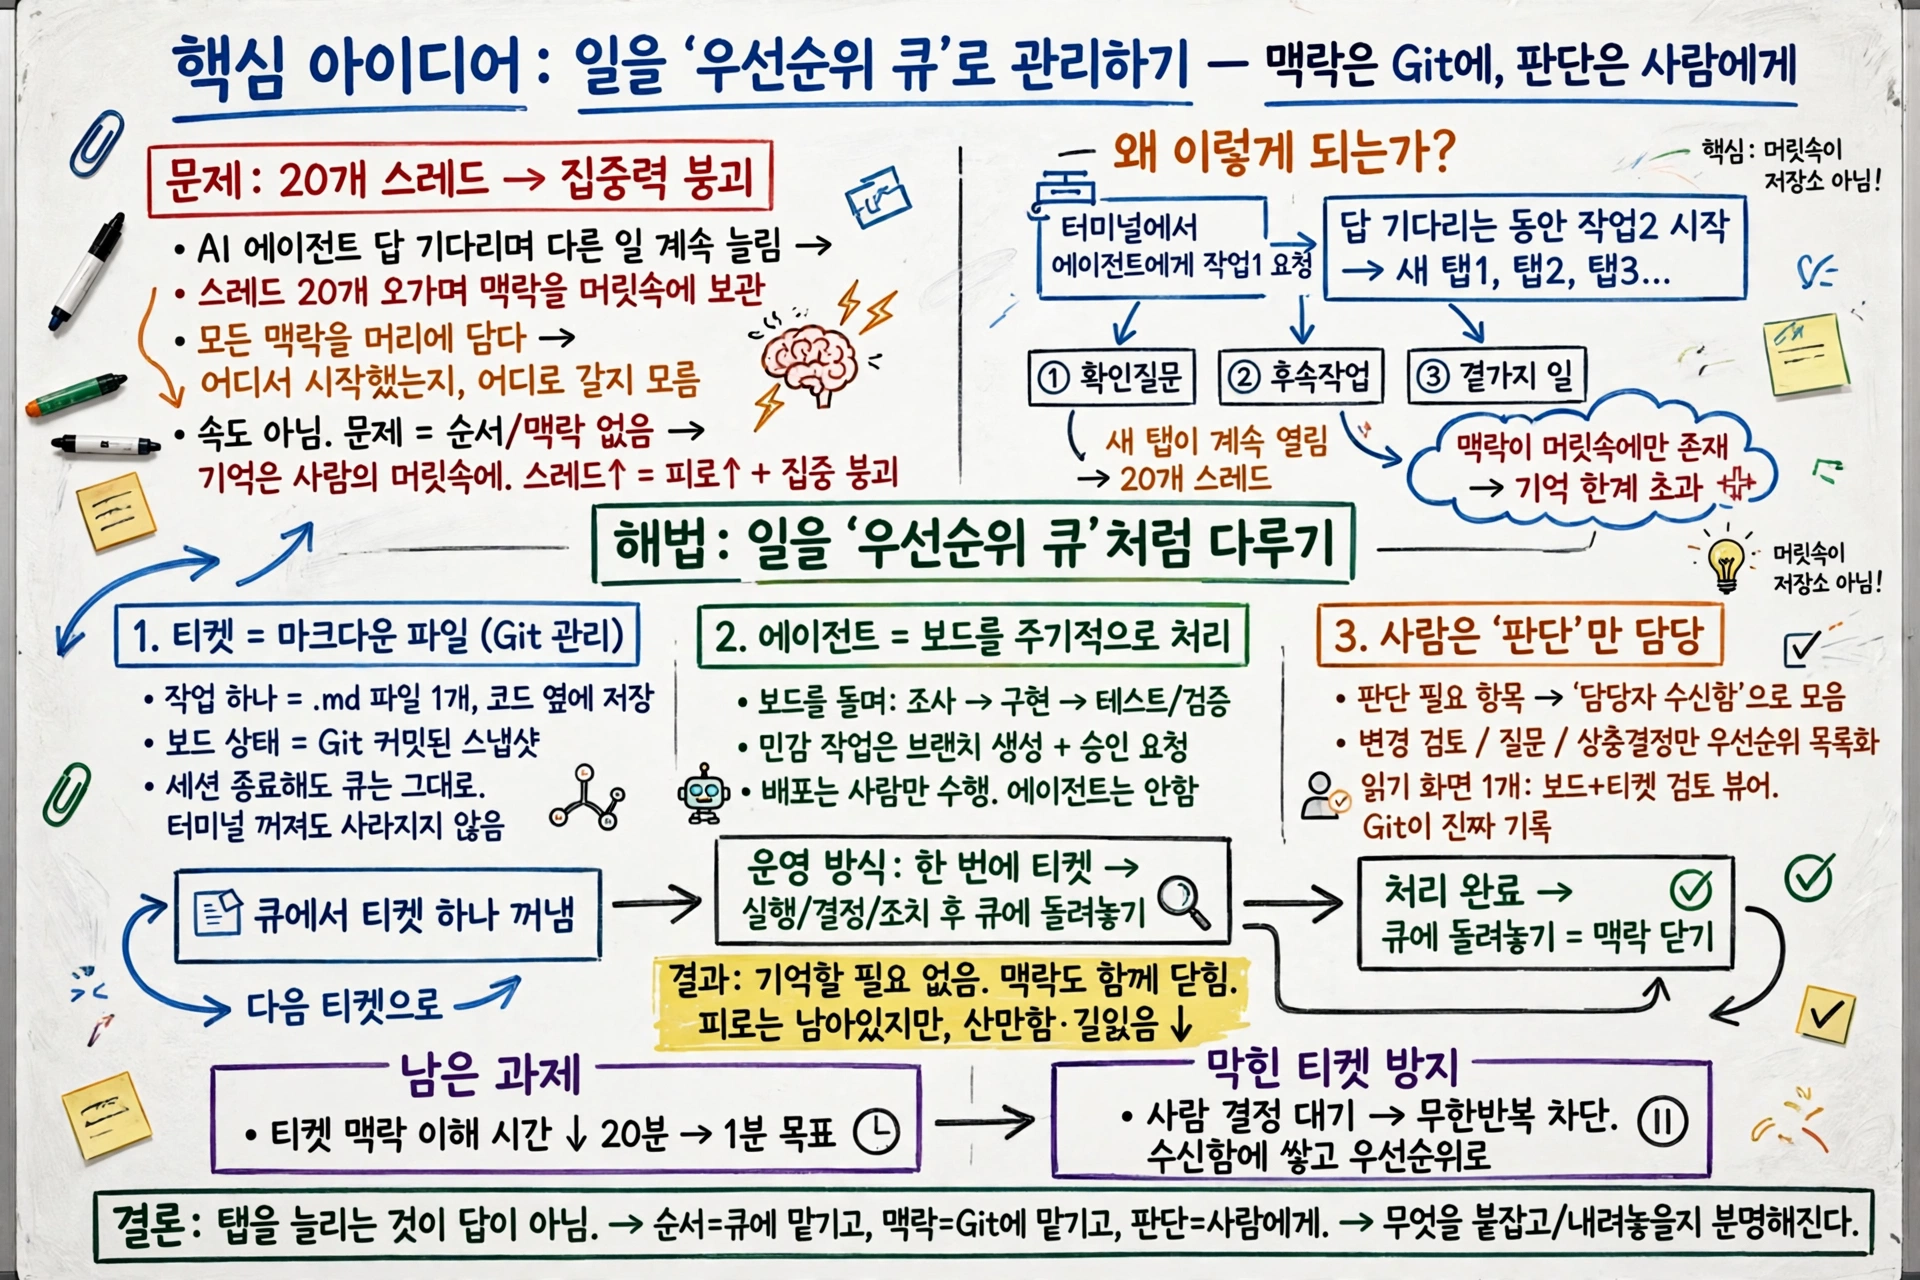 핵심 아이디어 : 일을 ‘우선순위 큐’로 관리하기 — 맥락은 Git에, 판단은 사람에게
문제 : 20개 스레드 → 집중력 붕괴
• AI 에이전트 답 기다리며 다른 일 계속 늘림 →
• 스레드 20개 오가며 맥락을 머릿속에 보관
• 모든 맥락을 머리에 담다 →
어디서 시작했는지, 어디로 갈지 모름
• 속도 아님. 문제 = 순서/맥락 없음 →
기억은 사람의 머릿속에. 스레드↑ = 피로↑ + 집중 붕괴
왜 이렇게 되는가?
핵심 : 머릿속이
저장소 아님!
터미널에서
에이전트에게 작업1 요청
답 기다리는 동안 작업2 시작
→ 새 탭1, 탭2, 탭3...
① 확인질문
② 후속작업
③ 곁가지 일
새 탭이 계속 열림
→ 20개 스레드
맥락이 머릿속에만 존재
→ 기억 한계 초과
해법 : 일을 ‘우선순위 큐’처럼 다루기
머릿속이
저장소 아님!
1. 티켓 = 마크다운 파일 (Git 관리)
• 작업 하나 = .md 파일 1개, 코드 옆에 저장
• 보드 상태 = Git 커밋된 스냅샷
• 세션 종료해도 큐는 그대로.
터미널 꺼져도 사라지지 않음
2. 에이전트 = 보드를 주기적으로 처리
• 보드를 돌며 : 조사 → 구현 → 테스트/검증
• 민감 작업은 브랜치 생성 + 승인 요청
• 배포는 사람만 수행. 에이전트는 안함
3. 사람은 ‘판단’만 담당
• 판단 필요 항목 → ‘담당자 수신함’으로 모음
• 변경 검토 / 질문 / 상충결정만 우선순위 목록화
읽기 화면 1개 : 보드+티켓 검토 뷰어.
Git이 진짜 기록
큐에서 티켓 하나 꺼냄
다음 티켓으로
운영 방식 : 한 번에 티켓 →
실행/결정/조치 후 큐에 돌려놓기
처리 완료 →
큐에 돌려놓기 = 맥락 닫기
결과 : 기억할 필요 없음. 맥락도 함께 닫힘.
피로는 남아있지만, 산만함·길잃음 ↓
남은 과제
• 티켓 맥락 이해 시간 ↓ 20분 → 1분 목표
막힌 티켓 방지
• 사람 결정 대기 → 무한반복 차단.
수신함에 쌓고 우선순위로
결론 : 탭을 늘리는 것이 답이 아님. → 순서=큐에 맡기고, 맥락=Git에 맡기고, 판단=사람에게. → 무엇을 붙잡고/내려놓을지 분명해진다.